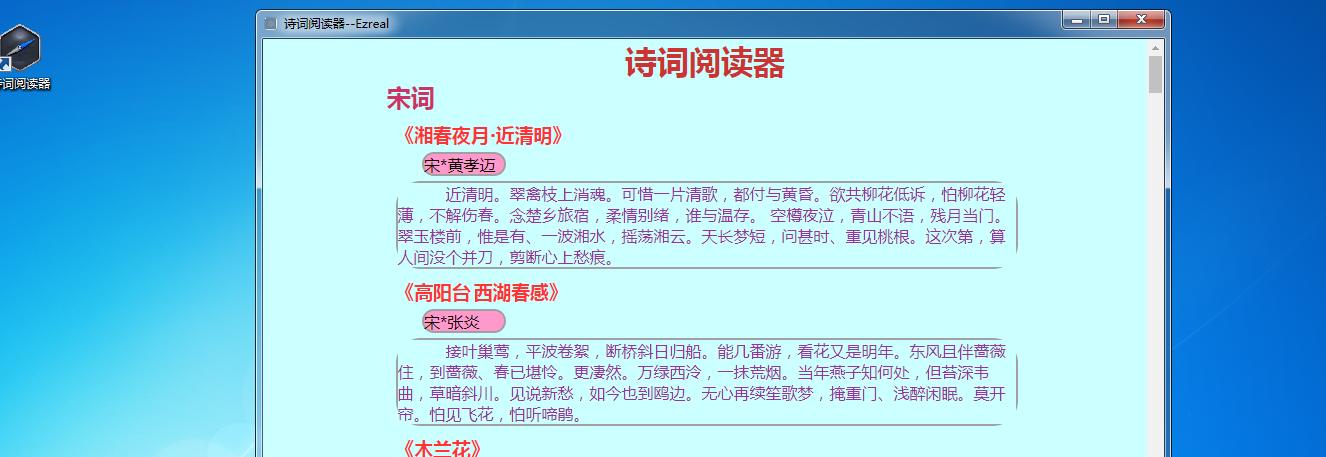 诗词阅读器--Ezreal
词阅读器
诗词阅读器
宋词
《湘春夜月·近清明》
宋*黄孝迈
近清明。翠禽枝上消魂。可惜一片清歌，都付与黄昏。欲共柳花低诉，怕柳花轻
薄，不解伤春。念楚乡旅宿，柔情别绪，谁与温存。 空樽夜泣，青山不语，残月当门。
翠玉楼前，惟是有、一波湘水，摇荡湘云。天长梦短，问甚时、重见桃根。这次第，算
人间没个并刀，剪断心上愁痕。
《高阳台 西湖春感》
宋*张炎
接叶巢莺，平波卷絮，断桥斜日归船。能几番游，看花又是明年。东风且伴蔷薇
住，到蔷薇、春已堪怜。更凄然。万绿西泠，一抹荒烟。当年燕子知何处，但苔深韦
曲，草暗斜川。见说新愁，如今也到鸥边。无心再续笙歌梦，掩重门、浅醉闲眠。莫开
帘。怕见飞花，怕听啼鹃。
《木兰花》